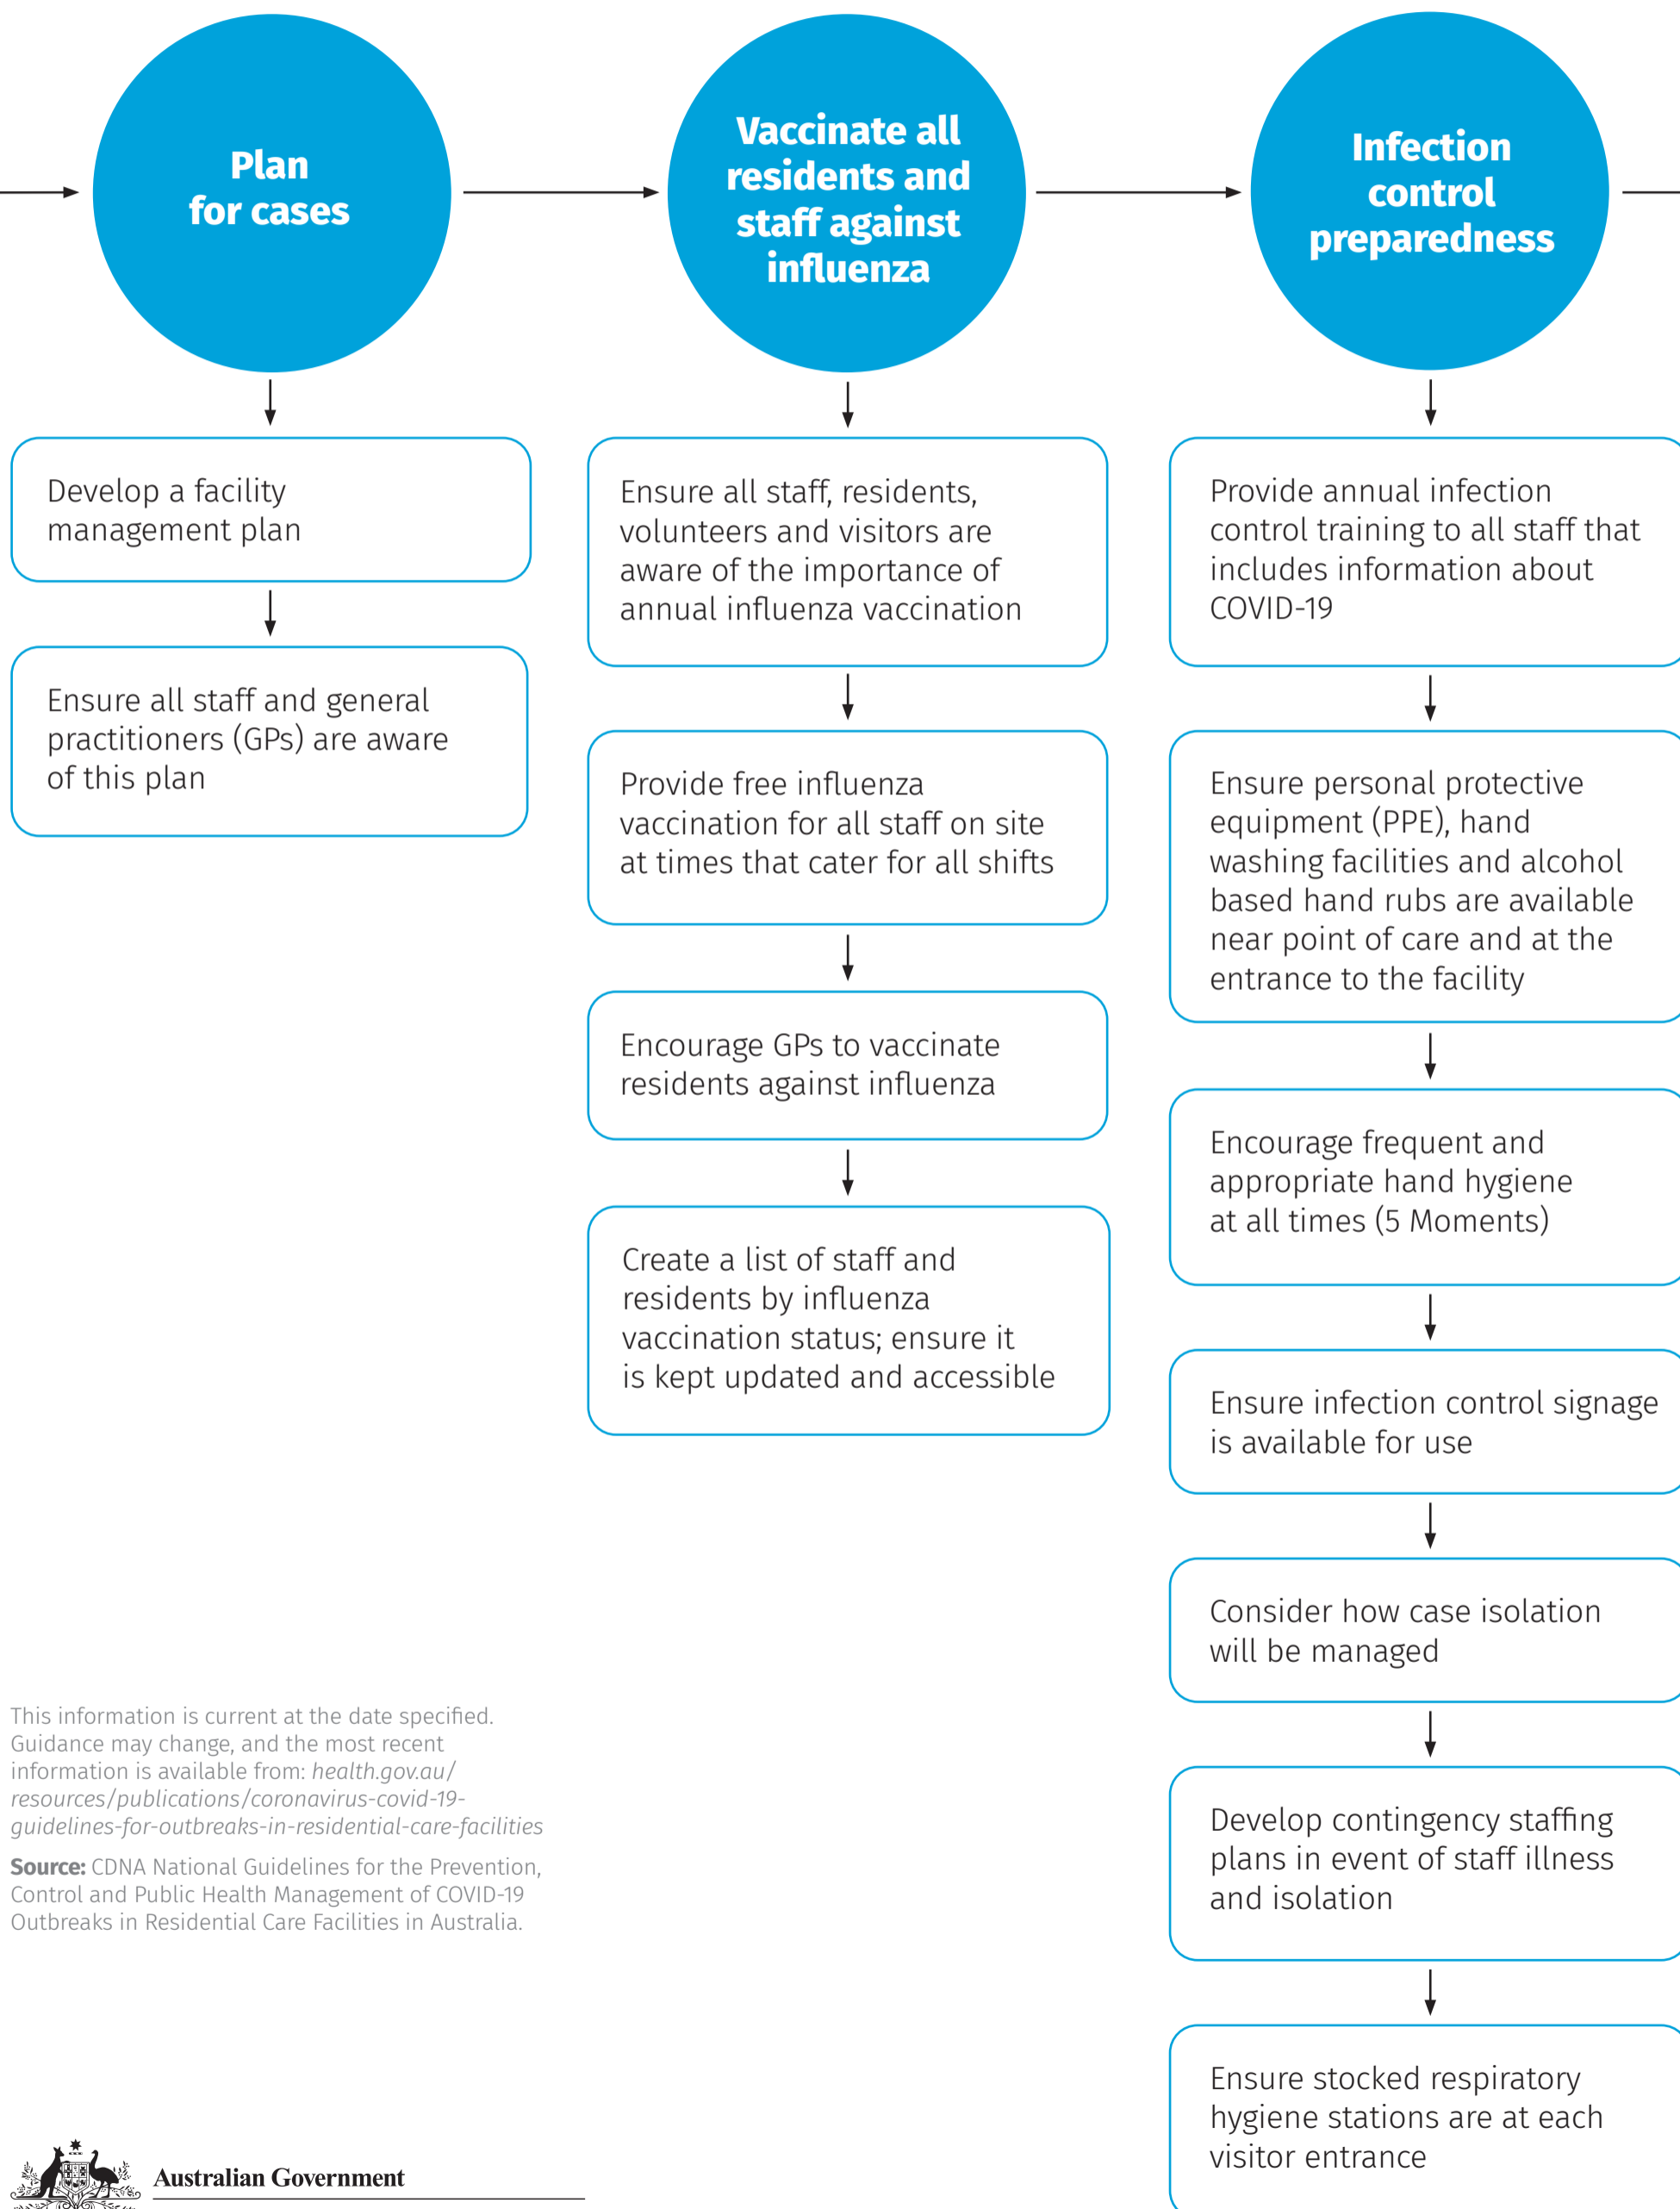 Plan
for cases
Develop a facility
management plan
Ensure all staff and general
practitioners (GPs) are aware
of this plan
Vaccinate all
residents and
staff against
influenza
Ensure all staff, residents,
volunteers and visitors are
aware of the importance of
annual influenza vaccination
Provide free influenza
vaccination for all staff on site
at times that cater for all shifts
Encourage GPs to vaccinate
residents against influenza
Create a list of staff and
residents by influenza
vaccination status; ensure it
is kept updated and accessible
Infection
control
preparedness
Provide annual infection
control training to all staff that
includes information about
COVID-19
Ensure personal protective
equipment (PPE), hand
washing facilities and alcohol
based hand rubs are available
near point of care and at the
entrance to the facility
Encourage frequent and
appropriate hand hygiene
at all times (5 Moments)
Ensure infection control signage
is available for use
Consider how case isolation
will be managed
Develop contingency staffing
plans in event of staff illness
and isolation
Ensure stocked respiratory
hygiene stations are at each
visitor entrance
This information is current at the date specified.
Guidance may change, and the most recent
information is available from: health.gov.au/
resources/publications/coronavirus-covid-19-
guidelines-for-outbreaks-in-residential-care-facilities
Source: CDNA National Guidelines for the Prevention,
Control and Public Health Management of COVID-19
Outbreaks in Residential Care Facilities in Australia.
Australian Government